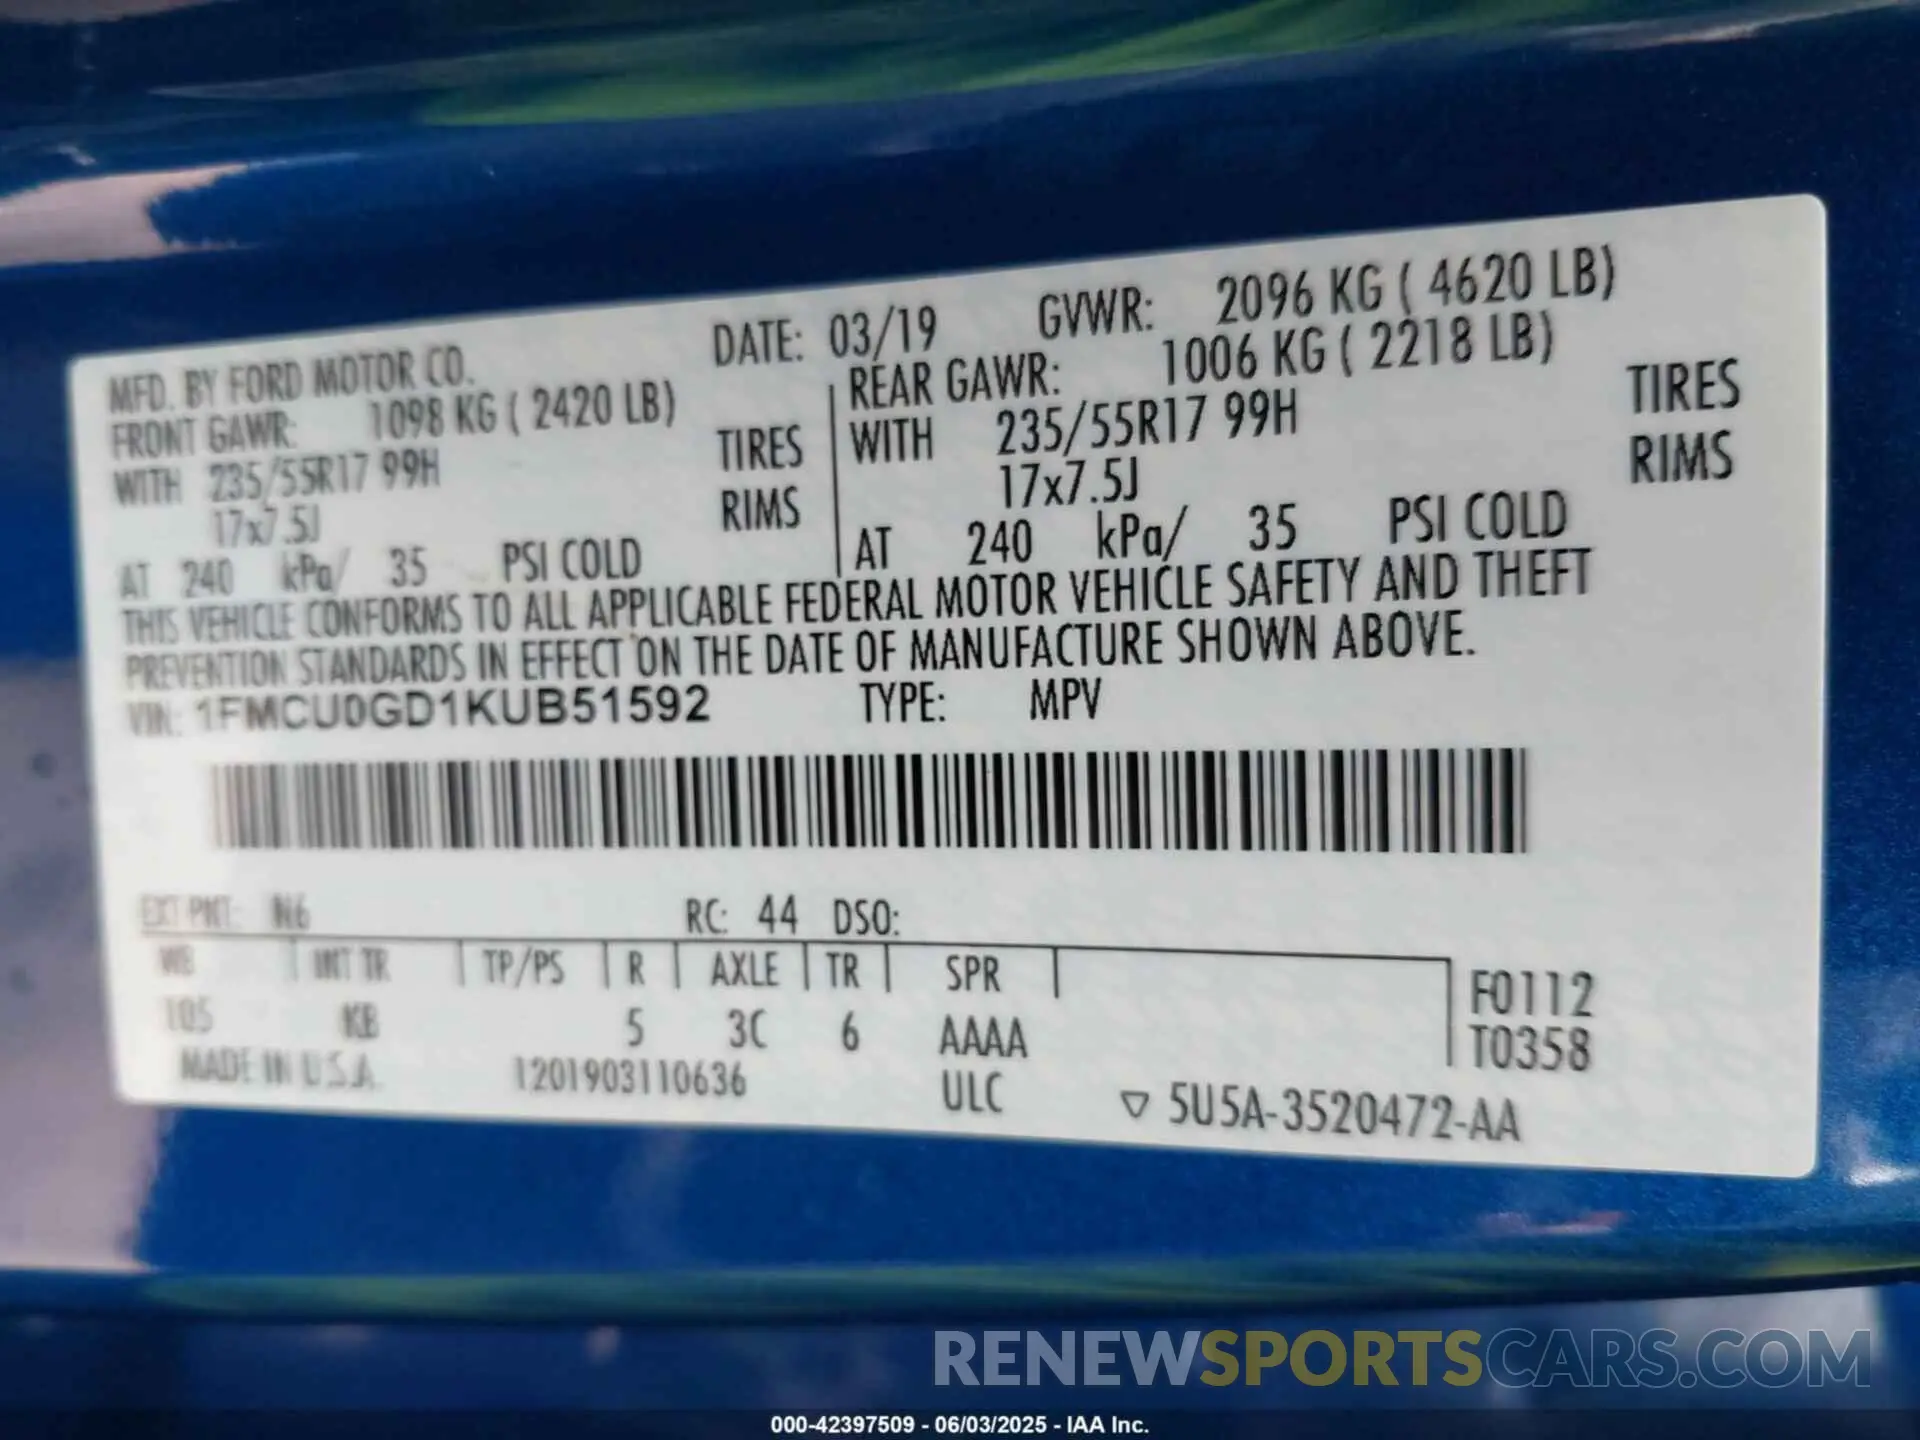 MFD. BY FORD MOTOR CO. DATE: 03/19 GVWR: 2096 KG ( 4620 LB)
FRONT GAWR: 1098 KG ( 2420 LB) REAR GAWR: 1006 KG ( 2218 LB)
WITH 235/55R17 99H TIRES WITH 235/55R17 99H TIRES
17x7.5J RIMS 17x7.5J RIMS
AT 240 kPa/ 35 PSI COLD AT 240 kPa/ 35 PSI COLD
THIS VEHICLE CONFORMS TO ALL APPLICABLE FEDERAL MOTOR VEHICLE SAFETY AND THEFT
PREVENTION STANDARDS IN EFFECT ON THE DATE OF MANUFACTURE SHOWN ABOVE.
VIN: 1FMCU0GD1KUB51592 TYPE: MPV
EXT PNT: N6 RC: 44 DSO:
WB INT TR TP/PS R AXLE TR SPR
105 KB 5 3C 6 AAAA
F0112
T0358
MADE IN U.S.A. 1201903110636 ULC ▽ 5U5A-3520472-AA
RENEWSPORTSCARS.COM
000-42397509 - 06/03/2025 - IAA Inc.